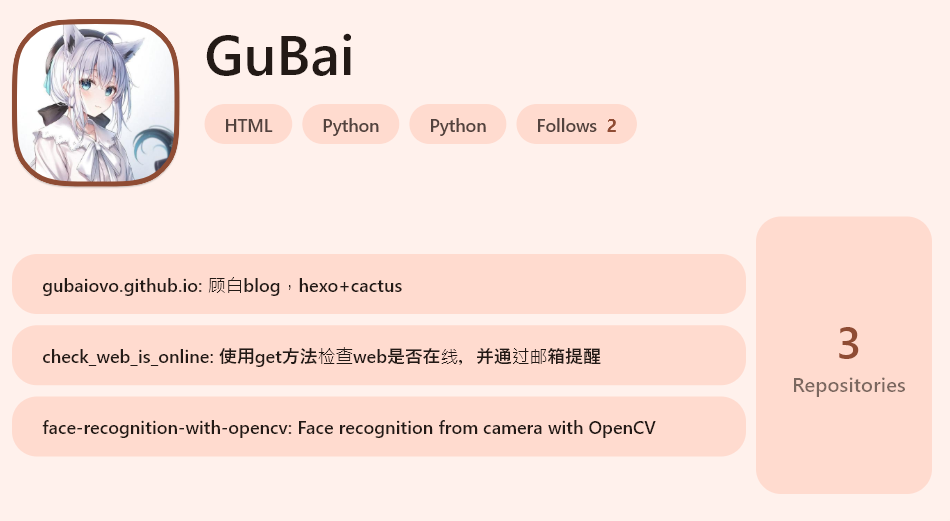 GuBai
HTML Python Python Follows 2
gubaiovo.github.io: 顾白blog，hexo+cactus
check_web_is_online: 使用get方法检查web是否在线，并通过邮箱提醒
face-recognition-with-opencv: Face recognition from camera with OpenCV
3
Repositories